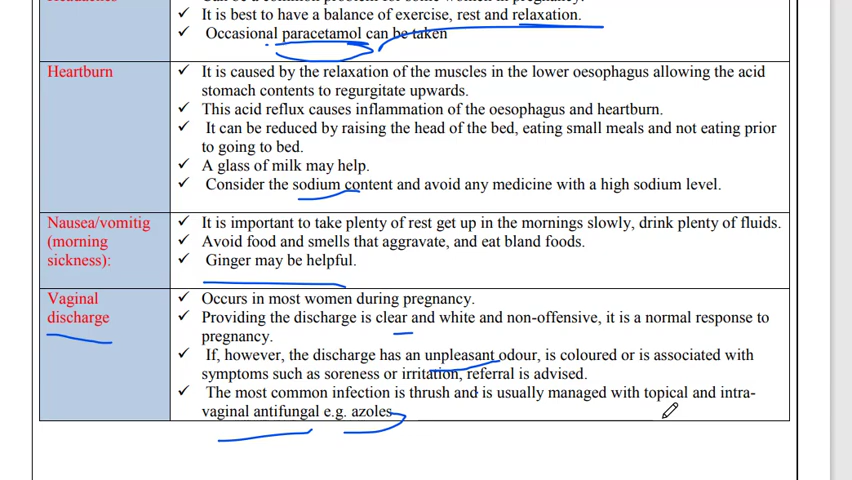 It is best to have a balance of exercise, rest and relaxation.
Occasional paracetamol can be taken
Heartburn
It is caused by the relaxation of the muscles in the lower oesophagus allowing the acid
stomach contents to regurgitate upwards.
This acid reflux causes inflammation of the oesophagus and heartburn.
It can be reduced by raising the head of the bed, eating small meals and not eating prior
to going to bed.
A glass of milk may help.
Consider the sodium content and avoid any medicine with a high sodium level.
Nausea/vomitig
(morning
sickness):
It is important to take plenty of rest get up in the mornings slowly, drink plenty of fluids.
Avoid food and smells that aggravate, and eat bland foods.
Ginger may be helpful.
Vaginal
discharge
Occurs in most women during pregnancy.
Providing the discharge is clear and white and non-offensive, it is a normal response to
pregnancy.
If, however, the discharge has an unpleasant odour, is coloured or is associated with
symptoms such as soreness or irritation, referral is advised.
The most common infection is thrush and is usually managed with topical and intra-
vaginal antifungal e.g. azoles